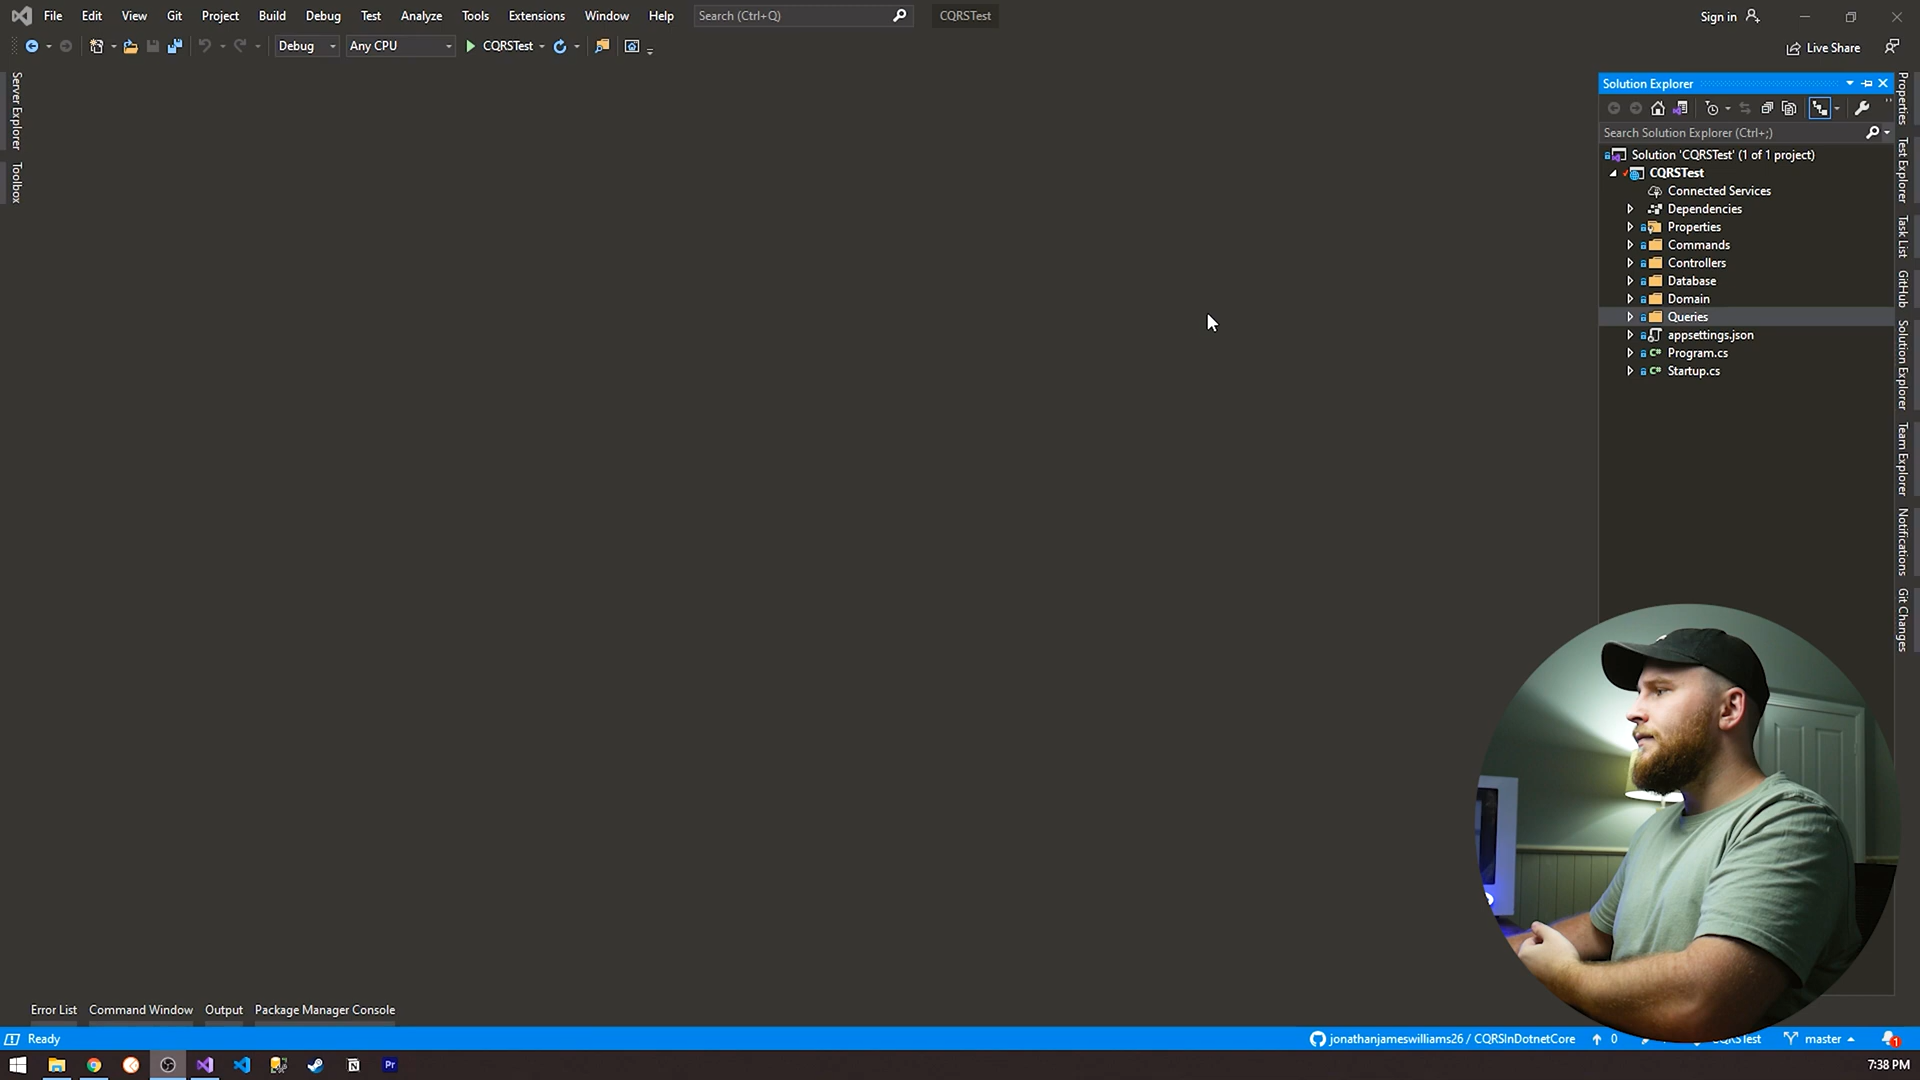 File Edit View Git Project Build Debug Test Analyze Tools Extensions Window Help Search (Ctrl+Q) CQRSTest Sign in
Debug Any CPU CQRSTest Live Share
Server Explorer
Toolbox
Solution Explorer
Search Solution Explorer (Ctrl+;)
Solution 'CQRSTest' (1 of 1 project)
CQRSTest
Connected Services
Dependencies
Properties
Commands
Controllers
Database
Domain
Queries
appsettings.json
C# Program.cs
C# Startup.cs
Properties
Test Explorer
Task List
GitHub
Solution Explorer
Team Explorer
Notifications
Git Changes
Error List Command Window Output Package Manager Console
Ready jonathanjameswilliams26 / CQRSInDotnetCore 0 master 1
Pr 7:38 PM